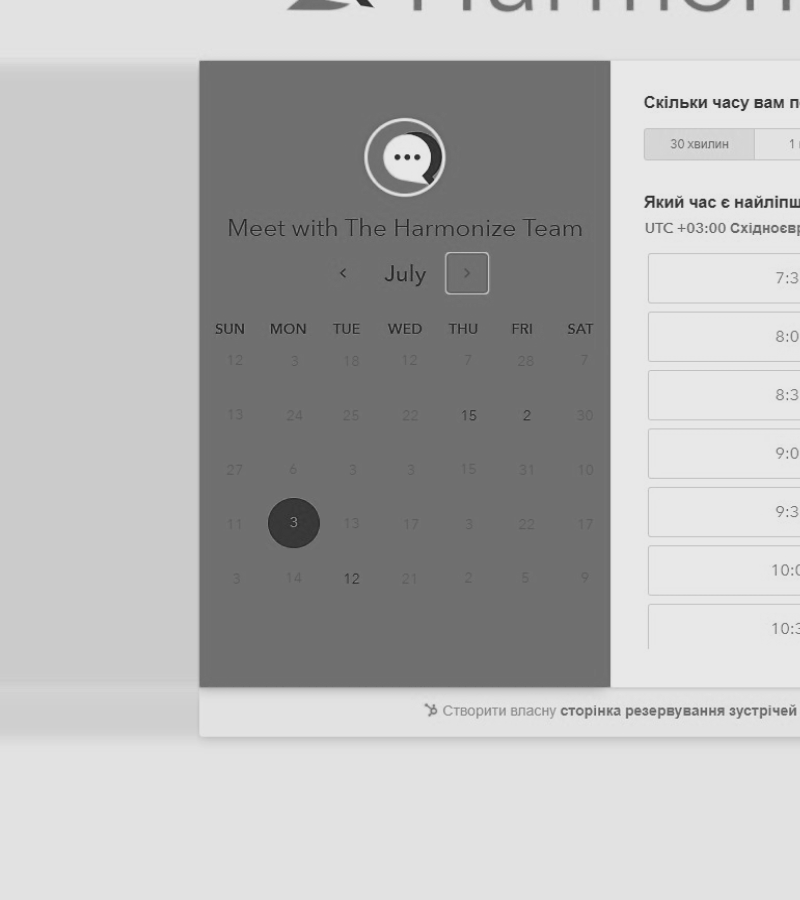 Harmon
Meet with The Harmonize Team
July
SUN MON TUE WED THU FRI SAT
12 3 18 12 7 28 7
13 24 25 22 15 2 30
27 6 3 3 15 31 10
11 3 13 17 3 22 17
3 14 12 21 2 5 9
Скільки часу вам п
30 хвилин 1
Який час є найліпш
UTC +03:00 Східноєвр
7:3
8:0
8:3
9:0
9:3
10:0
10:3
Створити власну сторінка резервування зустрічей